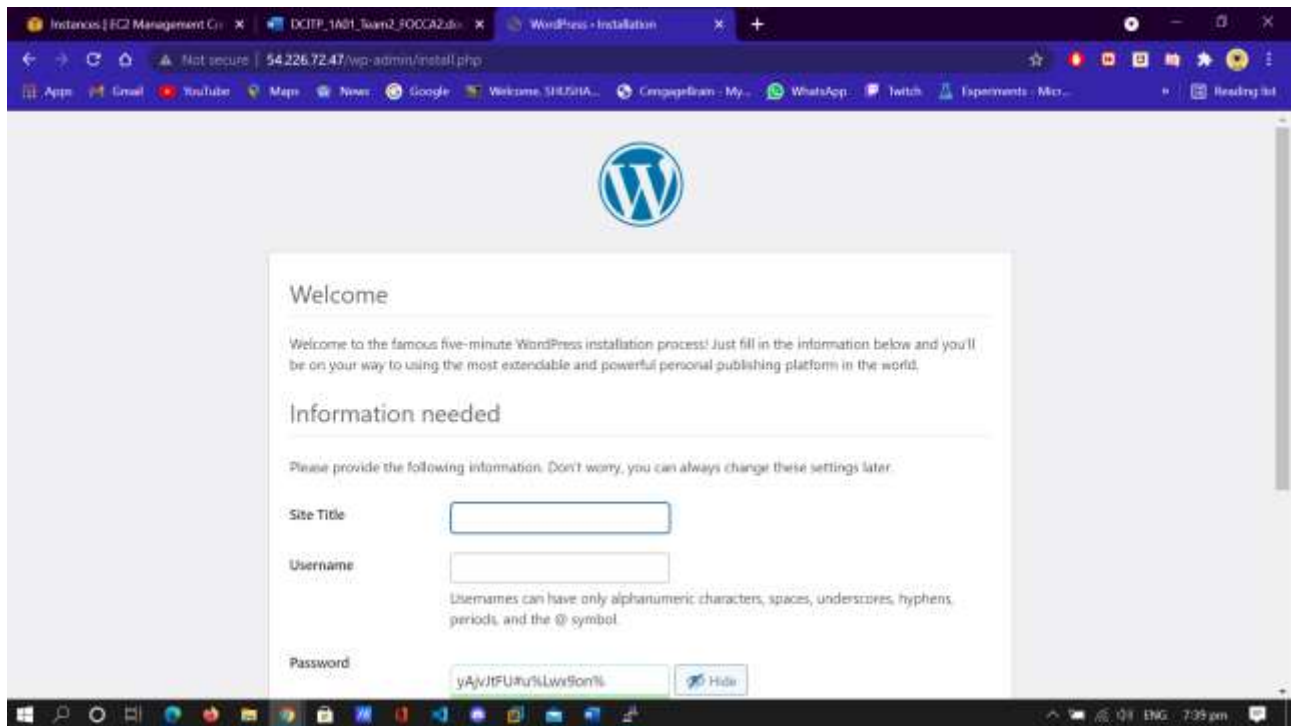 Instances | EC2 Management Co
DCITP_1A01_Team2_FOCCA2.do
WordPress › Installation
Not secure | 54.226.72.47/wp-admin/install.php
Apps Gmail YouTube Maps News Google Welcome, SHUSHA... CengageBrain - My... WhatsApp Twitch Experiments - Micr... » Reading list
Welcome
Welcome to the famous five-minute WordPress installation process! Just fill in the information below and you'll
be on your way to using the most extendable and powerful personal publishing platform in the world.
Information needed
Please provide the following information. Don't worry, you can always change these settings later.
Site Title
Username
Usernames can have only alphanumeric characters, spaces, underscores, hyphens,
periods, and the @ symbol.
Password
Hide
ENG 7:39 pm